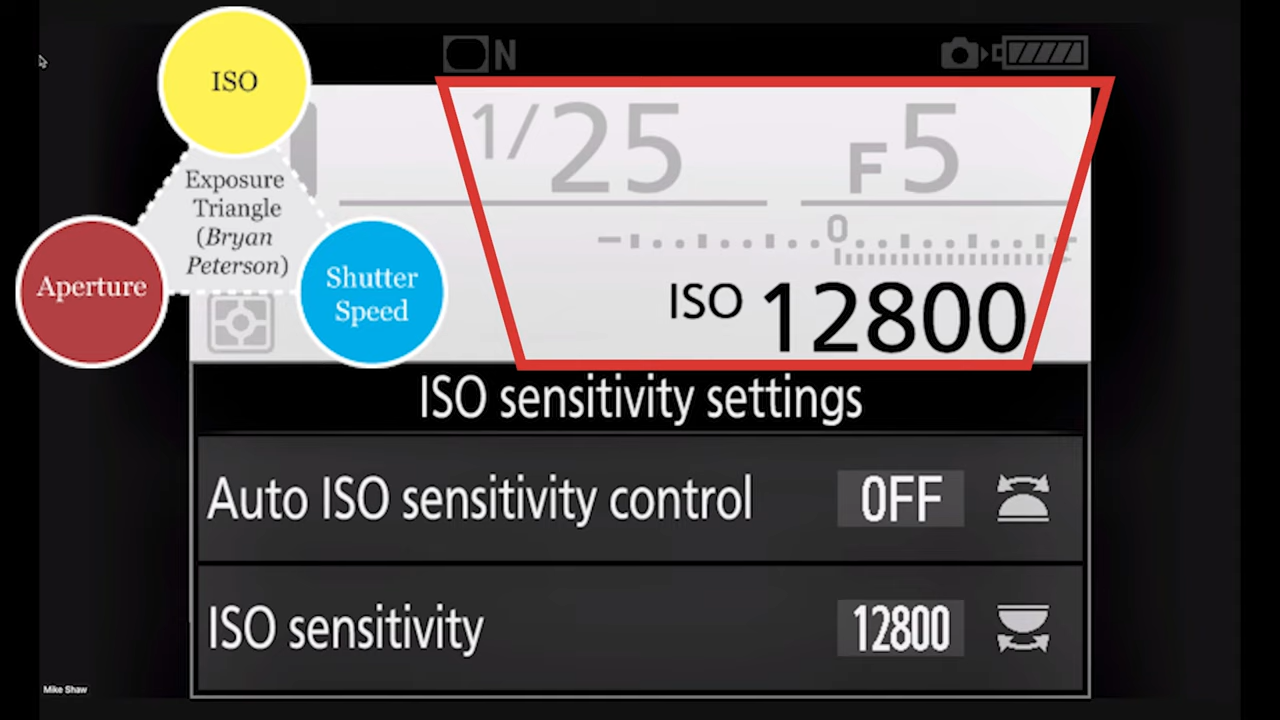 ISO
Exposure
Triangle
(Bryan
Peterson)
Aperture
Shutter
Speed
N
1/25
F5
0
ISO 12800
ISO sensitivity settings
Auto ISO sensitivity control OFF
ISO sensitivity 12800
Mike Shaw